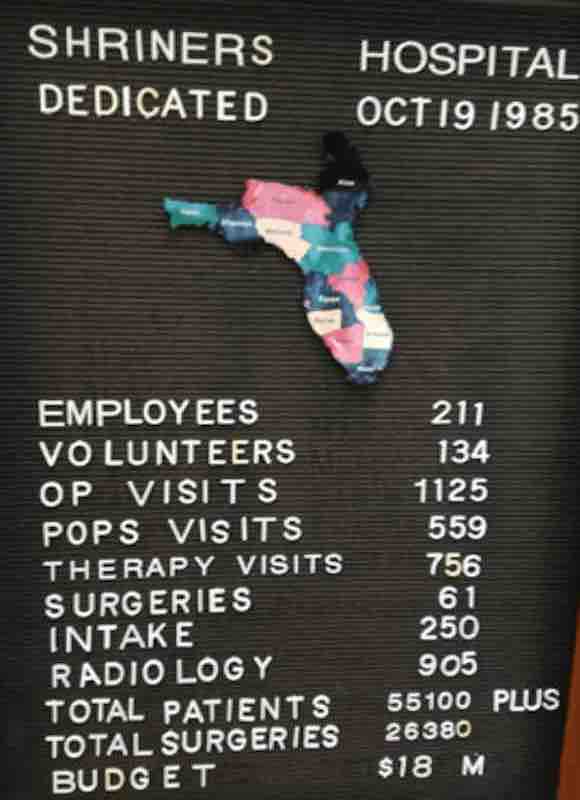 SHRINERS HOSPITAL
DEDICATED OCT 19 1985
EMPLOYEES 211
VOLUNTEERS 134
OP VISITS 1125
POPS VISITS 559
THERAPY VISITS 756
SURGERIES 61
INTAKE 250
RADIOLOGY 905
TOTAL PATIENTS 55100 PLUS
TOTAL SURGERIES 26380
BUDGET $18 M